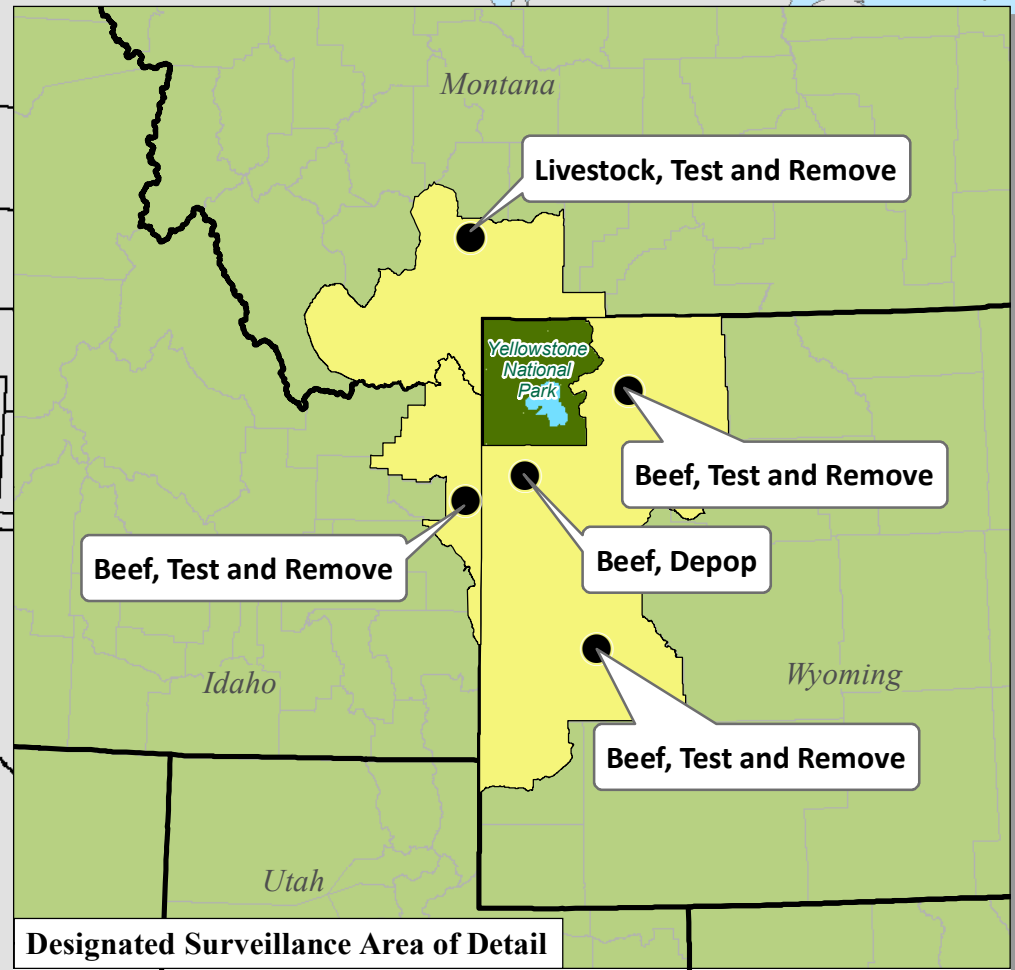 Montana
Livestock, Test and Remove
Yellowstone
National
Park
Beef, Test and Remove
Beef, Depop
Beef, Test and Remove
Idaho
Wyoming
Beef, Test and Remove
Utah
Designated Surveillance Area of Detail